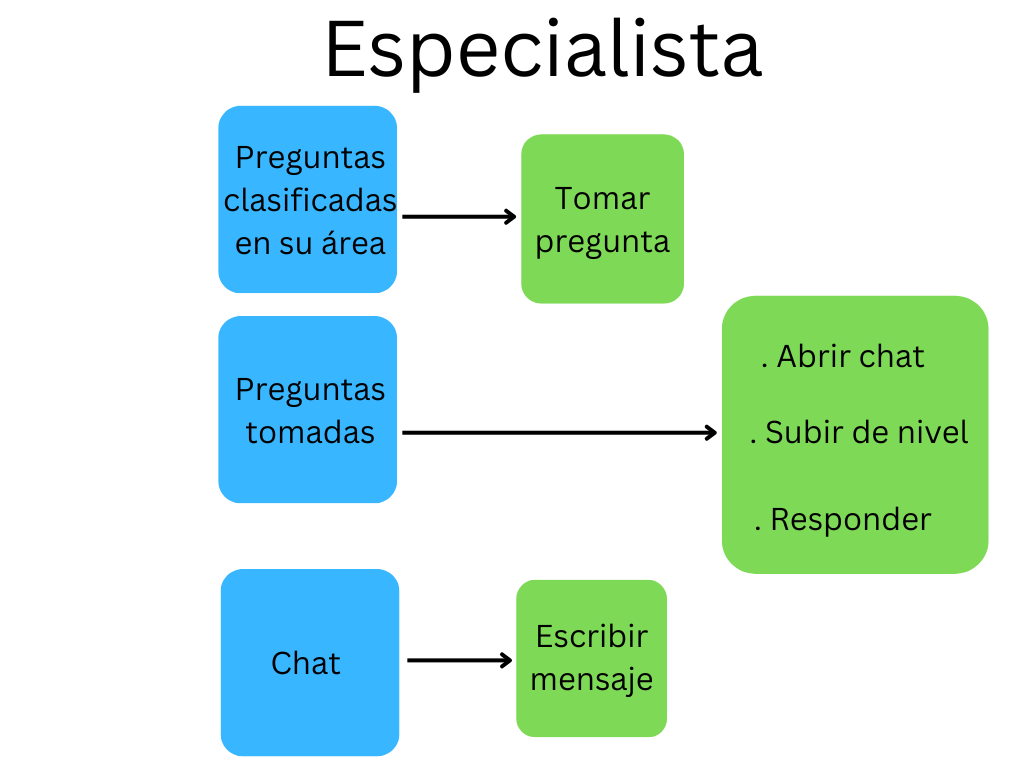 Especialista
Preguntas
clasificadas
en su área
Tomar
pregunta
Preguntas
tomadas
. Abrir chat
. Subir de nivel
. Responder
Chat
Escribir
mensaje